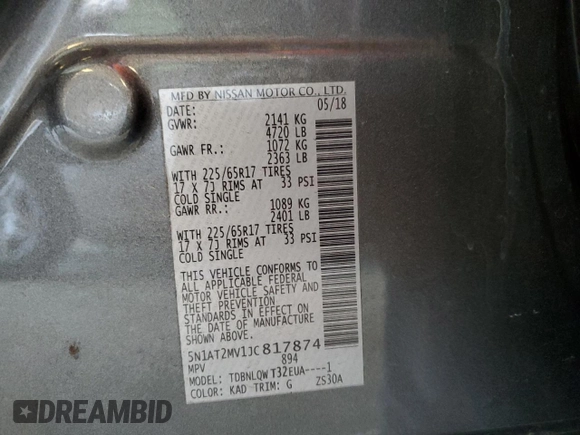 MFD BY NISSAN MOTOR CO., LTD.
DATE: 05/18
GVWR: 2141 KG
4720 LB
GAWR FR.: 1072 KG
2363 LB
WITH 225/65R17 TIRES
17 X 7J RIMS AT 33 PSI
COLD SINGLE
GAWR RR.: 1089 KG
2401 LB
WITH 225/65R17 TIRES
17 X 7J RIMS AT 33 PSI
COLD SINGLE
THIS VEHICLE CONFORMS TO
ALL APPLICABLE FEDERAL
MOTOR VEHICLE SAFETY AND
THEFT PREVENTION
STANDARDS IN EFFECT ON
THE DATE OF MANUFACTURE
SHOWN ABOVE.
5N1AT2MV1JC817874
MPV 894
MODEL: TDBNLQWT32EUA----1
COLOR: KAD TRIM: G ZS30A
DREAMBID